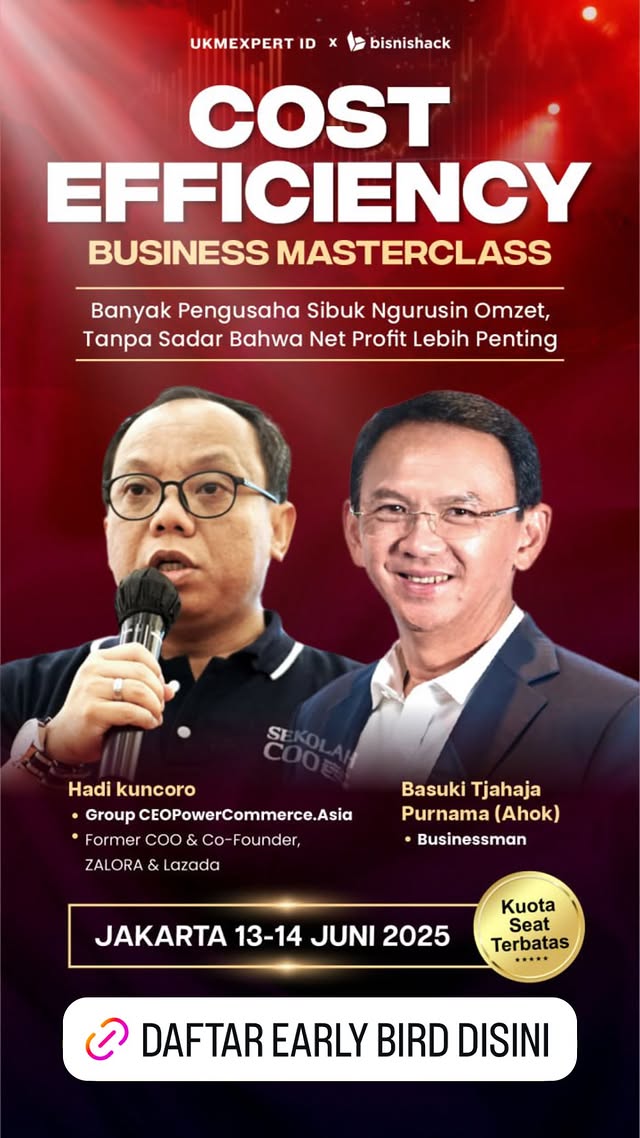 UKMEXPERT ID x bisnishack
COST
EFFICIENCY
BUSINESS MASTERCLASS
Banyak Pengusaha Sibuk Ngurusin Omzet,
Tanpa Sadar Bahwa Net Profit Lebih Penting
SEKOLAH
COO
Hadi kuncoro
• Group CEOPowerCommerce.Asia
• Former COO & Co-Founder,
ZALORA & Lazada
Basuki Tjahaja
Purnama (Ahok)
• Businessman
JAKARTA 13-14 JUNI 2025
Kuota
Seat
Terbatas
DAFTAR EARLY BIRD DISINI